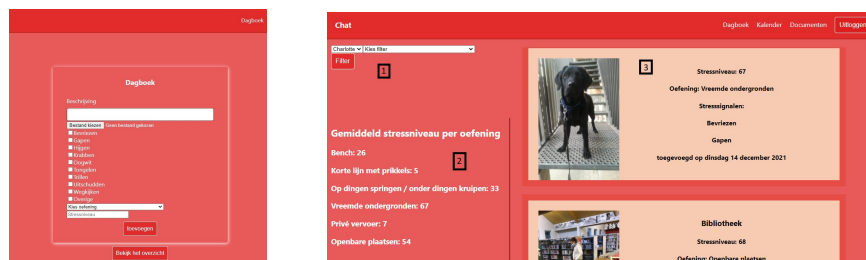 Dagboek
Dagboek
Beschrijving
Bestand kiezen Geen bestand gekozen
Bevriezen
Gapen
Hijgen
Krabben
Oogwit
Tongelen
Trillen
Uitschudden
Wegkijken
Overige
Kies oefening
Stressniveau
toevoegen
Bekijk het overzicht
Chat
Dagboek Kalender Documenten Uitloggen
Charlotte Kies filter
Filter
1
Gemiddeld stressniveau per oefening
Bench: 26
2
Korte lijn met prikkels: 5
Op dingen springen / onder dingen kruipen: 33
Vreemde ondergronden: 67
Privé vervoer: 7
Openbare plaatsen: 54
3
Stressniveau: 67
Oefening: Vreemde ondergronden
Stresssignalen:
Bevriezen
Gapen
toegevoegd op dinsdag 14 december 2021
Bibliotheek
Stressniveau: 68
Oefening: Openbare plaatsen